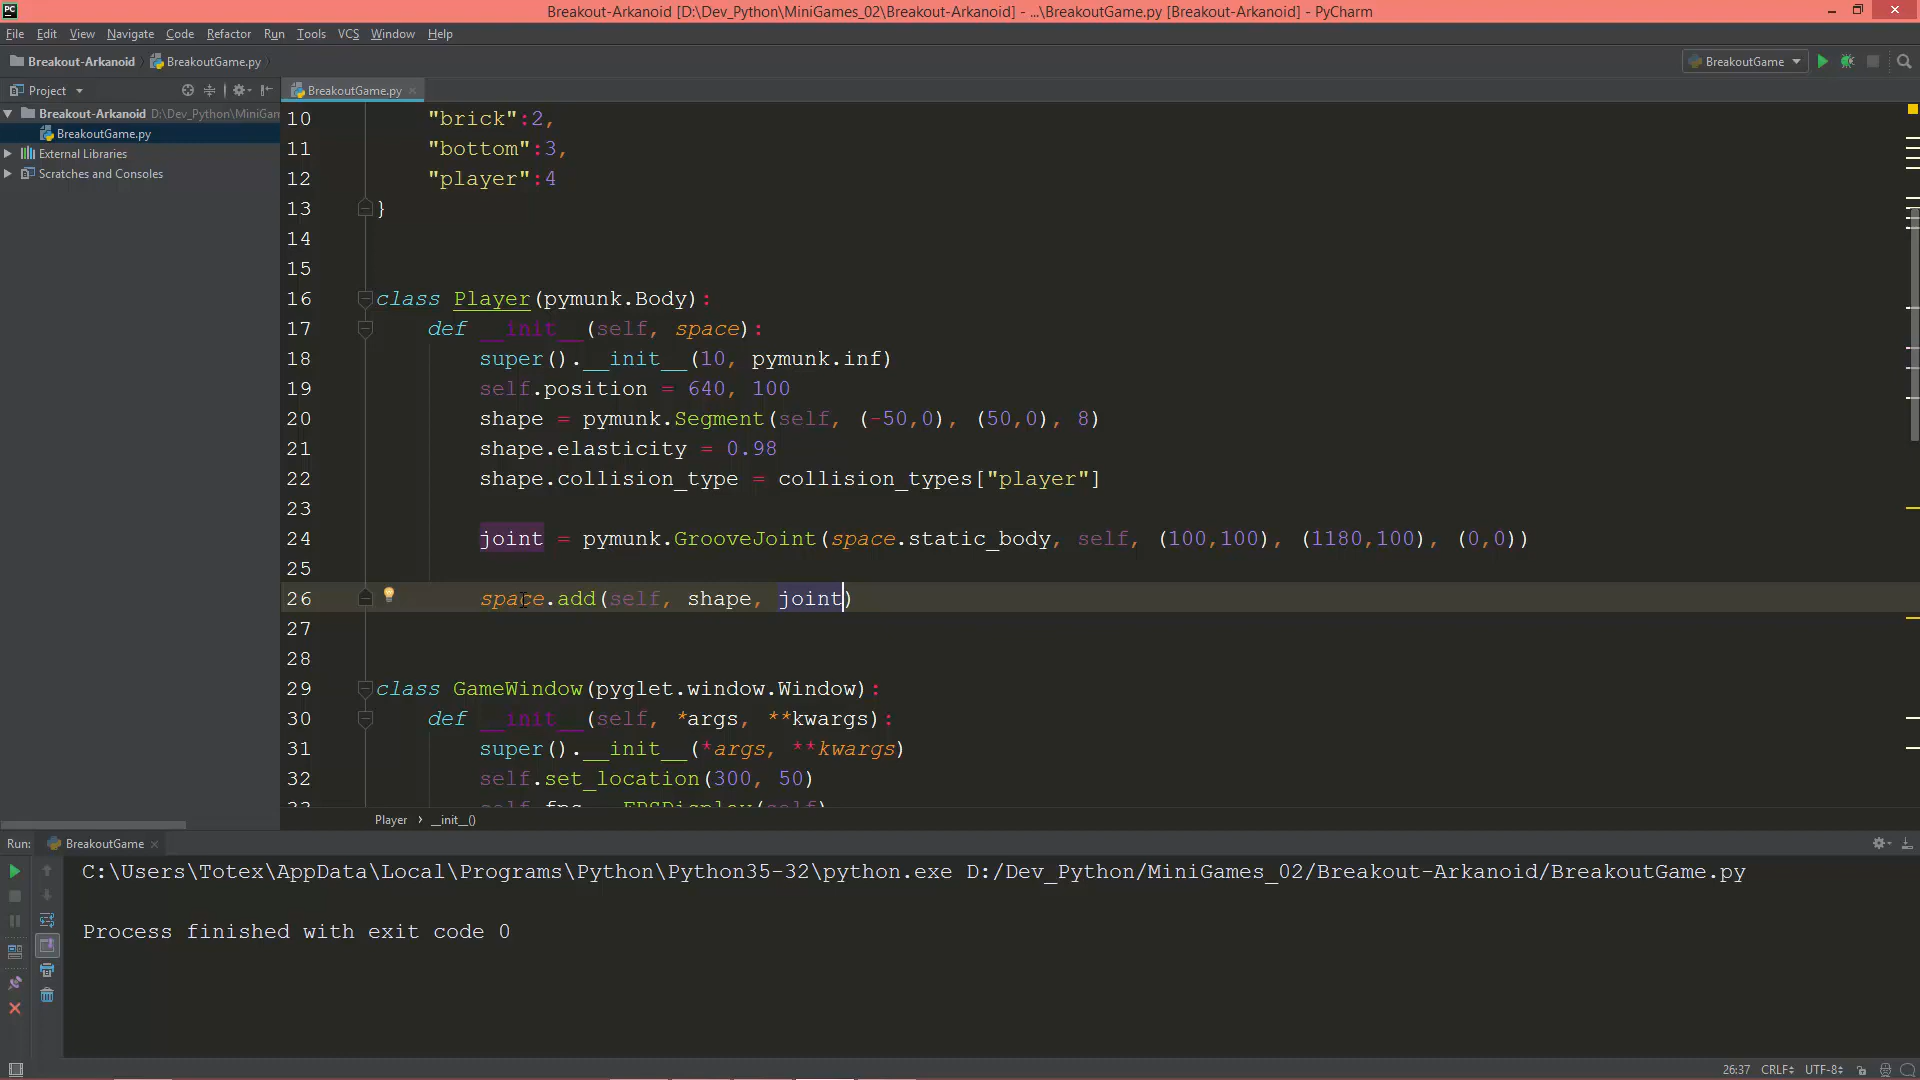 Breakout-Arkanoid [D:\Dev_Python\MiniGames_02\Breakout-Arkanoid] - ...\BreakoutGame.py [Breakout-Arkanoid] - PyCharm
File Edit View Navigate Code Refactor Run Tools VCS Window Help
Breakout-Arkanoid BreakoutGame.py BreakoutGame
Project BreakoutGame.py
Breakout-Arkanoid D:\Dev_Python\MiniGam
BreakoutGame.py
External Libraries
Scratches and Consoles
10 "brick":2,
11 "bottom":3,
12 "player":4
13 }
14
15
16 class Player(pymunk.Body):
17 def __init__(self, space):
18 super().__init__(10, pymunk.inf)
19 self.position = 640, 100
20 shape = pymunk.Segment(self, (-50,0), (50,0), 8)
21 shape.elasticity = 0.98
22 shape.collision_type = collision_types["player"]
23
24 joint = pymunk.GrooveJoint(space.static_body, self, (100,100), (1180,100), (0,0))
25
26 space.add(self, shape, joint)
27
28
29 class GameWindow(pyglet.window.Window):
30 def __init__(self, *args, **kwargs):
31 super().__init__(*args, **kwargs)
32 self.set_location(300, 50)
33 self.fps = FPSDisplay(self)
Player › __init__()
Run: BreakoutGame
C:\Users\Totex\AppData\Local\Programs\Python\Python35-32\python.exe D:/Dev_Python/MiniGames_02/Breakout-Arkanoid/BreakoutGame.py
Process finished with exit code 0
26:37 CRLF UTF-8